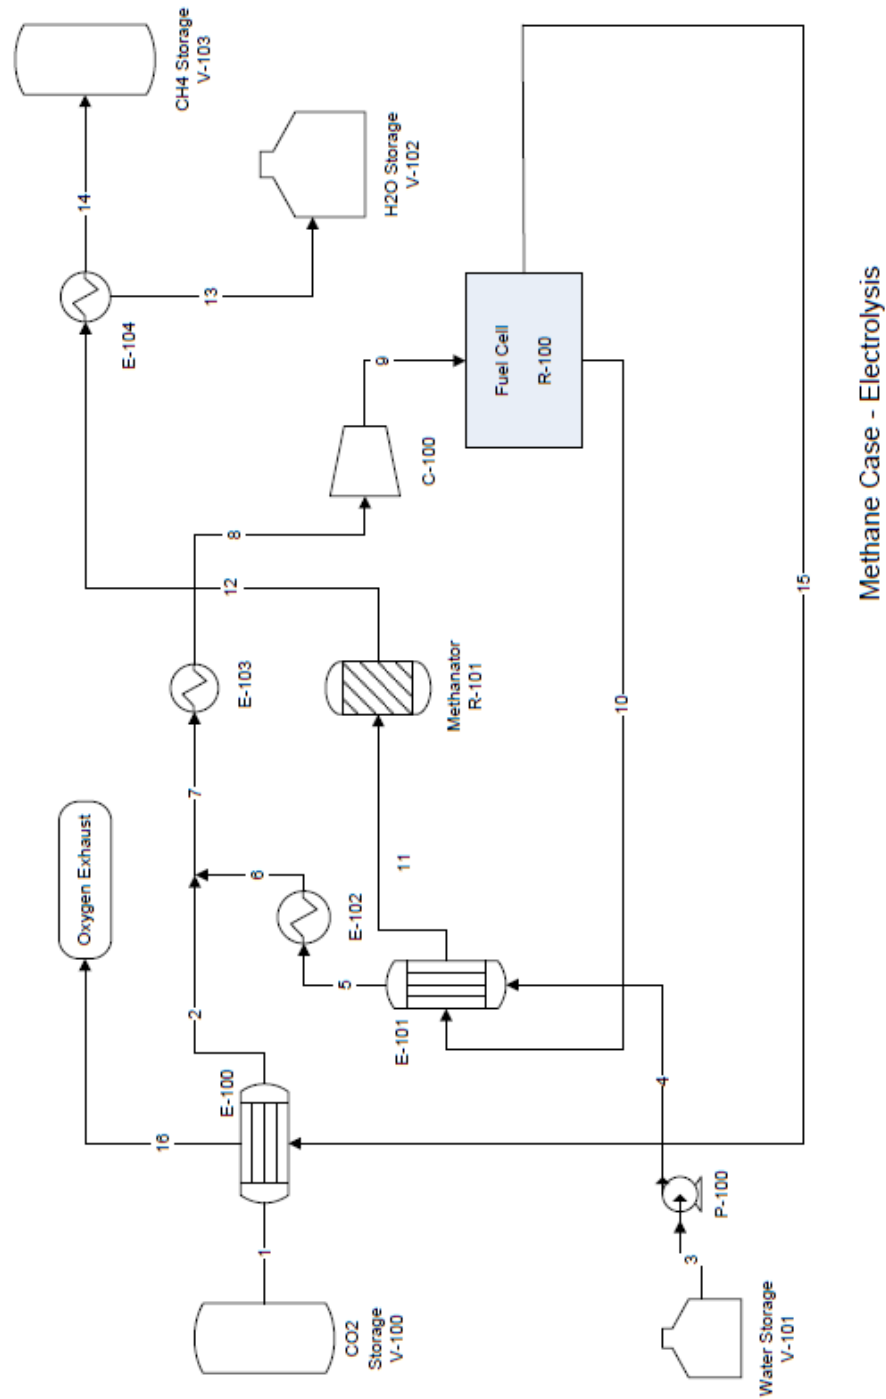 CO2
Storage
V-100
1
E-100
2
16
Oxygen Exhaust
Water Storage
V-101
3
P-100
4
E-101
5
E-102
6
7
E-103
8
11
Methanator
R-101
12
C-100
9
Fuel Cell
R-100
10
15
E-104
13
H2O Storage
V-102
14
CH4 Storage
V-103
Methane Case - Electrolysis